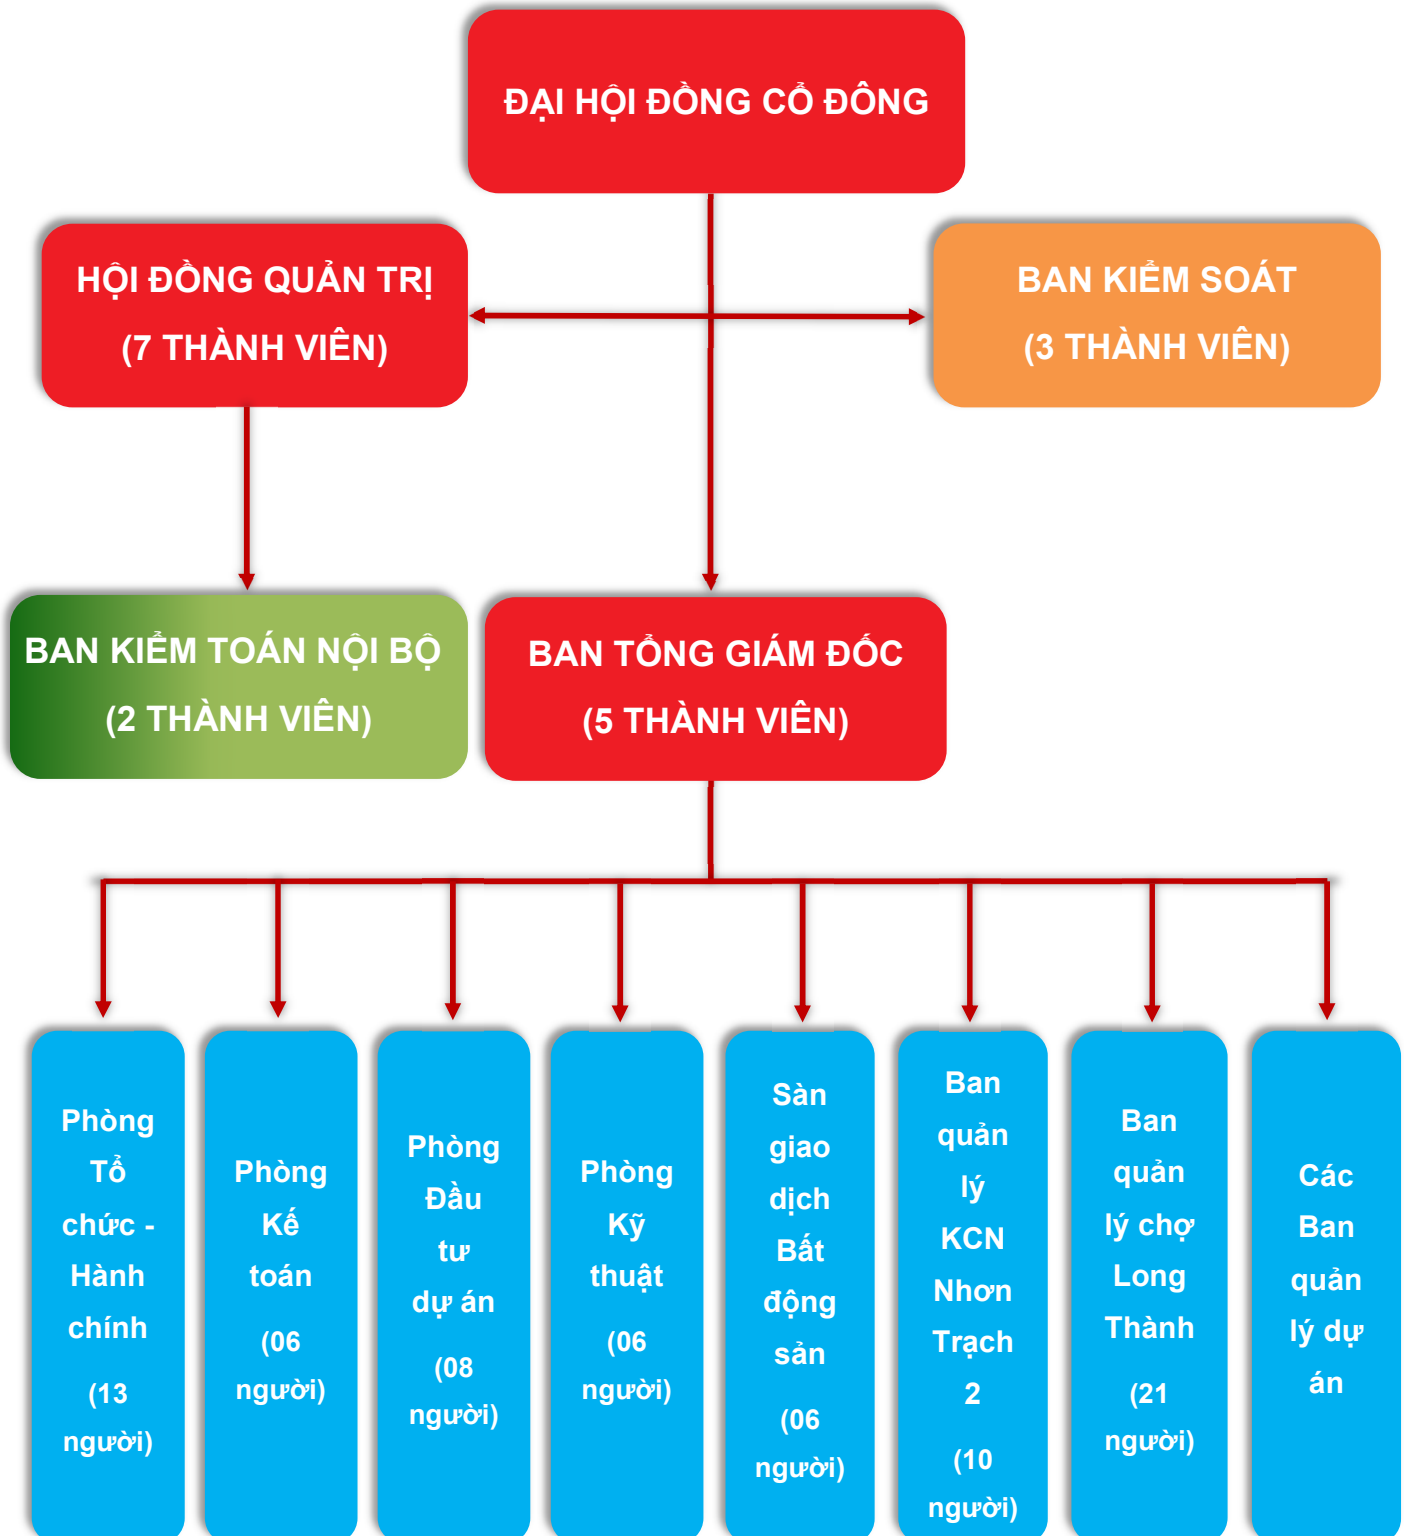 ĐẠI HỘI ĐỒNG CỔ ĐÔNG
HỘI ĐỒNG QUẢN TRỊ
(7 THÀNH VIÊN)
BAN KIỂM SOÁT
(3 THÀNH VIÊN)
BAN KIỂM TOÁN NỘI BỘ
(2 THÀNH VIÊN)
BAN TỔNG GIÁM ĐỐC
(5 THÀNH VIÊN)
Phòng
Tổ
chức -
Hành
chính
(13
người)
Phòng
Kế
toán
(06
người)
Phòng
Đầu
tư
dự án
(08
người)
Phòng
Kỹ
thuật
(06
người)
Sàn
giao
dịch
Bất
động
sản
(06
người)
Ban
quản
lý
KCN
Nhơn
Trạch
2
(10
người)
Ban
quản
lý chợ
Long
Thành
(21
người)
Các
Ban
quản
lý dự
án